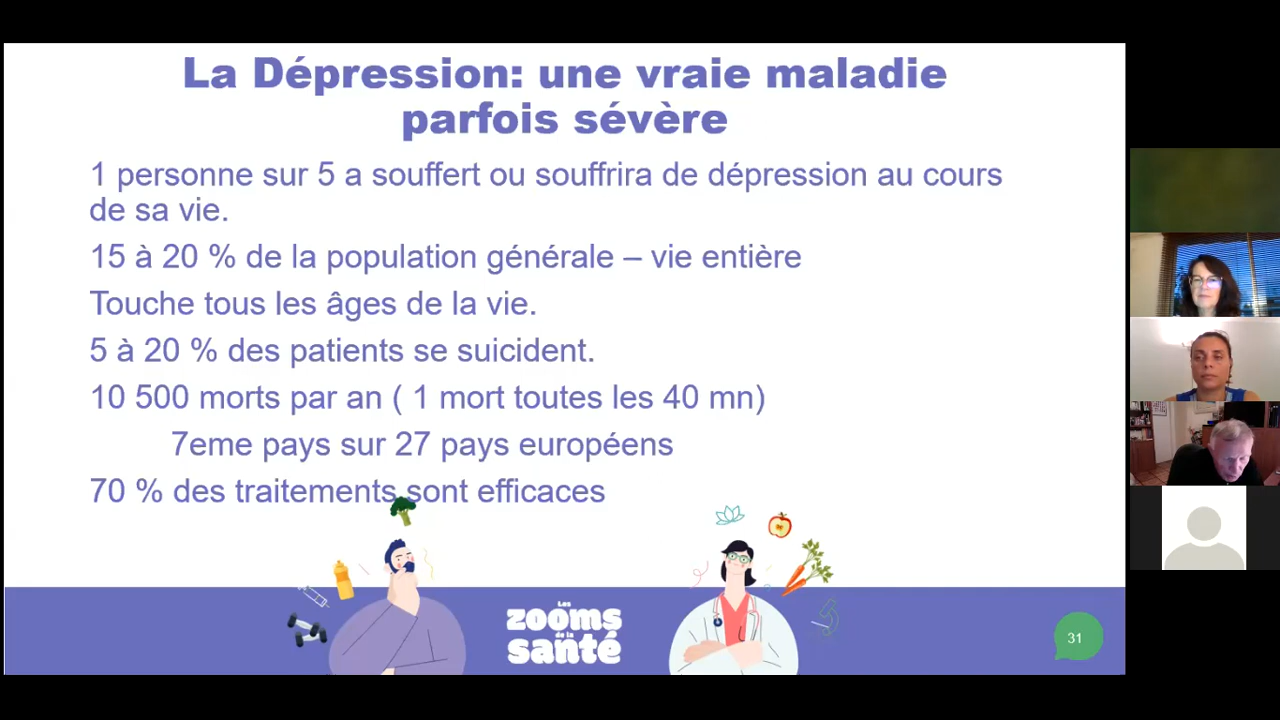 La Dépression: une vraie maladie
parfois sévère
1 personne sur 5 a souffert ou souffrira de dépression au cours
de sa vie.
15 à 20 % de la population générale – vie entière
Touche tous les âges de la vie.
5 à 20 % des patients se suicident.
10 500 morts par an ( 1 mort toutes les 40 mn)
7eme pays sur 27 pays européens
70 % des traitements sont efficaces
Les
zooms
de la
santé
31